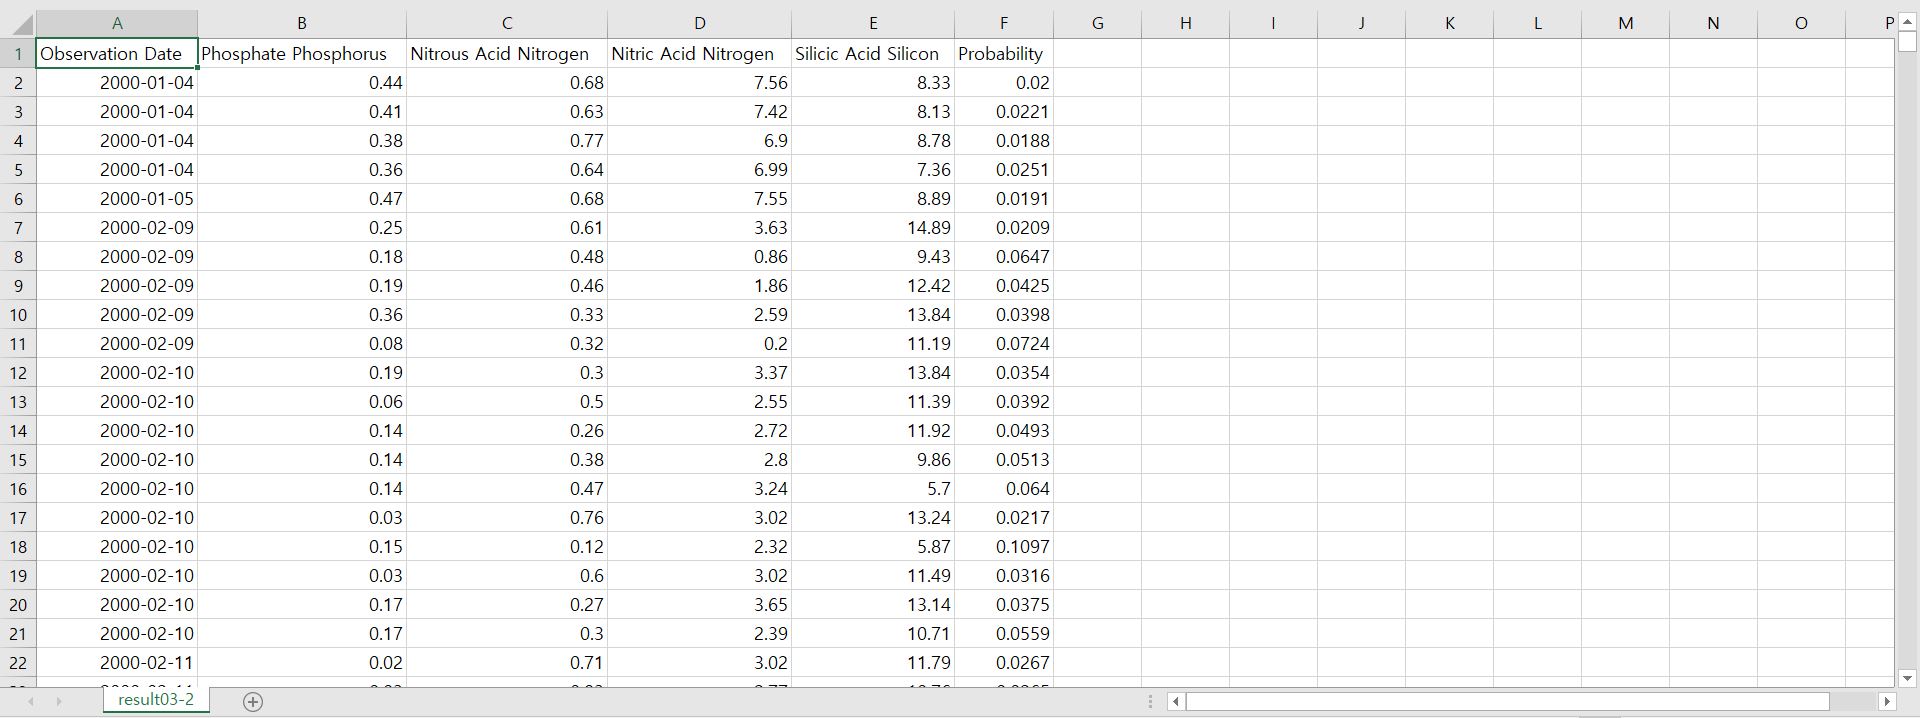 A B C D E F G H I J K L M N O P
1 Observation Date Phosphate Phosphorus Nitrous Acid Nitrogen Nitric Acid Nitrogen Silicic Acid Silicon Probability
2 2000-01-04 0.44 0.68 7.56 8.33 0.02
3 2000-01-04 0.41 0.63 7.42 8.13 0.0221
4 2000-01-04 0.38 0.77 6.9 8.78 0.0188
5 2000-01-04 0.36 0.64 6.99 7.36 0.0251
6 2000-01-05 0.47 0.68 7.55 8.89 0.0191
7 2000-02-09 0.25 0.61 3.63 14.89 0.0209
8 2000-02-09 0.18 0.48 0.86 9.43 0.0647
9 2000-02-09 0.19 0.46 1.86 12.42 0.0425
10 2000-02-09 0.36 0.33 2.59 13.84 0.0398
11 2000-02-09 0.08 0.32 0.2 11.19 0.0724
12 2000-02-10 0.19 0.3 3.37 13.84 0.0354
13 2000-02-10 0.06 0.5 2.55 11.39 0.0392
14 2000-02-10 0.14 0.26 2.72 11.92 0.0493
15 2000-02-10 0.14 0.38 2.8 9.86 0.0513
16 2000-02-10 0.14 0.47 3.24 5.7 0.064
17 2000-02-10 0.03 0.76 3.02 13.24 0.0217
18 2000-02-10 0.15 0.12 2.32 5.87 0.1097
19 2000-02-10 0.03 0.6 3.02 11.49 0.0316
20 2000-02-10 0.17 0.27 3.65 13.14 0.0375
21 2000-02-10 0.17 0.3 2.39 10.71 0.0559
22 2000-02-11 0.02 0.71 3.02 11.79 0.0267
result03-2